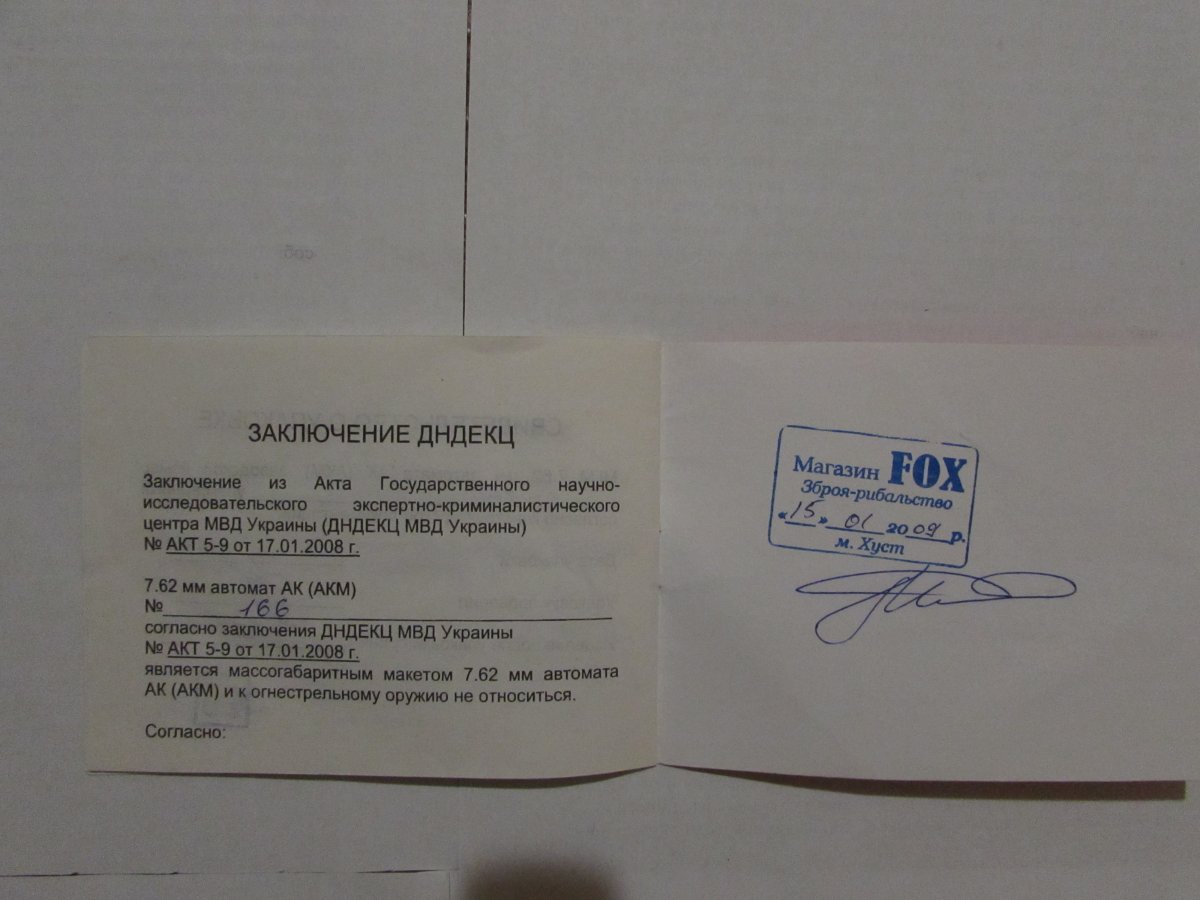 ЗАКЛЮЧЕНИЕ ДНДЕКЦ
Заключение из Акта Государственного научно-
исследовательского экспертно-криминалистического
центра МВД Украины (ДНДЕКЦ МВД Украины)
№ АКТ 5-9 от 17.01.2008 г.
7.62 мм автомат АК (АКМ)
№ 166
согласно заключения ДНДЕКЦ МВД Украины
№ АКТ 5-9 от 17.01.2008 г.
является массогабаритным макетом 7.62 мм автомата
АК (АКМ) и к огнестрельному оружию не относиться.
Согласно:
Магазин FOX
Зброя-рибальство
«15» 01 2009 р.
м. Хуст